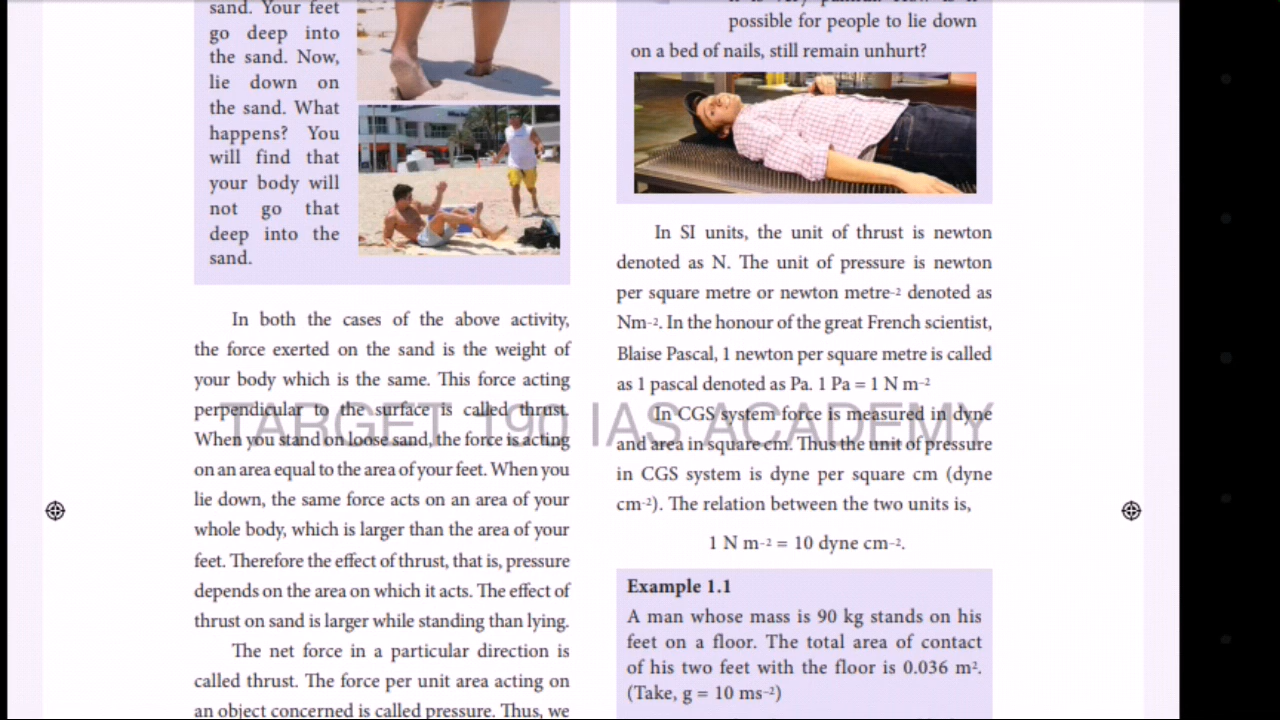 sand. Your feet
go deep into
the sand. Now,
lie down on
the sand. What
happens? You
will find that
your body will
not go that
deep into the
sand.
In both the cases of the above activity,
the force exerted on the sand is the weight of
your body which is the same. This force acting
perpendicular to the surface is called thrust.
When you stand on loose sand, the force is acting
on an area equal to the area of your feet. When you
lie down, the same force acts on an area of your
whole body, which is larger than the area of your
feet. Therefore the effect of thrust, that is, pressure
depends on the area on which it acts. The effect of
thrust on sand is larger while standing than lying.
The net force in a particular direction is
called thrust. The force per unit area acting on
an object concerned is called pressure. Thus, we
possible for people to lie down
on a bed of nails, still remain unhurt?
In SI units, the unit of thrust is newton
denoted as N. The unit of pressure is newton
per square metre or newton metre⁻² denoted as
Nm⁻². In the honour of the great French scientist,
Blaise Pascal, 1 newton per square metre is called
as 1 pascal denoted as Pa. 1 Pa = 1 N m⁻²
In CGS system force is measured in dyne
and area in square cm. Thus the unit of pressure
in CGS system is dyne per square cm (dyne
cm⁻²). The relation between the two units is,
1 N m⁻² = 10 dyne cm⁻².
Example 1.1
A man whose mass is 90 kg stands on his
feet on a floor. The total area of contact
of his two feet with the floor is 0.036 m².
(Take, g = 10 ms⁻²)
TARGET 190 IAS ACADEMY